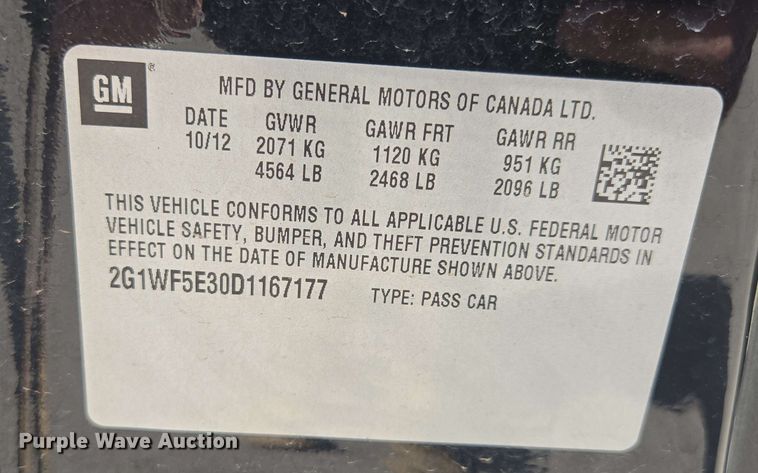 GM ®
MFD BY GENERAL MOTORS OF CANADA LTD.
DATE GVWR GAWR FRT GAWR RR
10/12 2071 KG 1120 KG 951 KG
4564 LB 2468 LB 2096 LB
THIS VEHICLE CONFORMS TO ALL APPLICABLE U.S. FEDERAL MOTOR
VEHICLE SAFETY, BUMPER, AND THEFT PREVENTION STANDARDS IN
EFFECT ON THE DATE OF MANUFACTURE SHOWN ABOVE.
2G1WF5E30D1167177 TYPE: PASS CAR
Purple Wave Auction